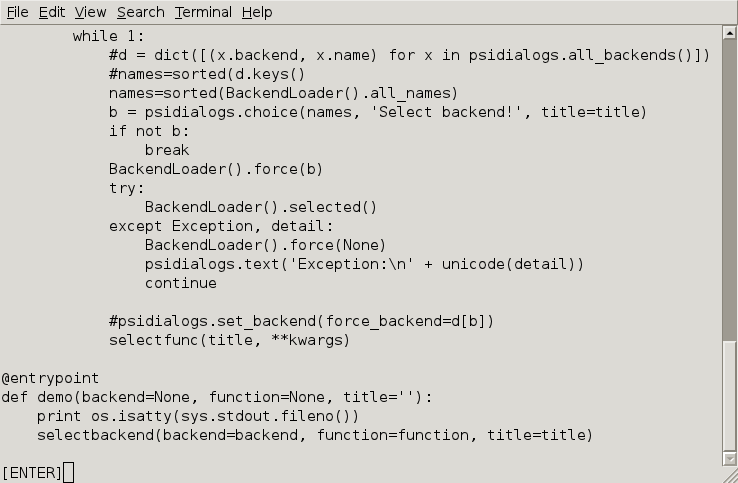 File Edit View Search Terminal Help
        while 1:
            #d = dict([(x.backend, x.name) for x in psidialogs.all_backends()])
            #names=sorted(d.keys()
            names=sorted(BackendLoader().all_names)
            b = psidialogs.choice(names, 'Select backend!', title=title)
            if not b:
                break
            BackendLoader().force(b)
            try:
                BackendLoader().selected()
            except Exception, detail:
                BackendLoader().force(None)
                psidialogs.text('Exception:\n' + unicode(detail))
                continue

            #psidialogs.set_backend(force_backend=d[b])
            selectfunc(title, **kwargs)

@entrypoint
def demo(backend=None, function=None, title=''):
    print os.isatty(sys.stdout.fileno())
    selectbackend(backend=backend, function=function, title=title)

[ENTER]